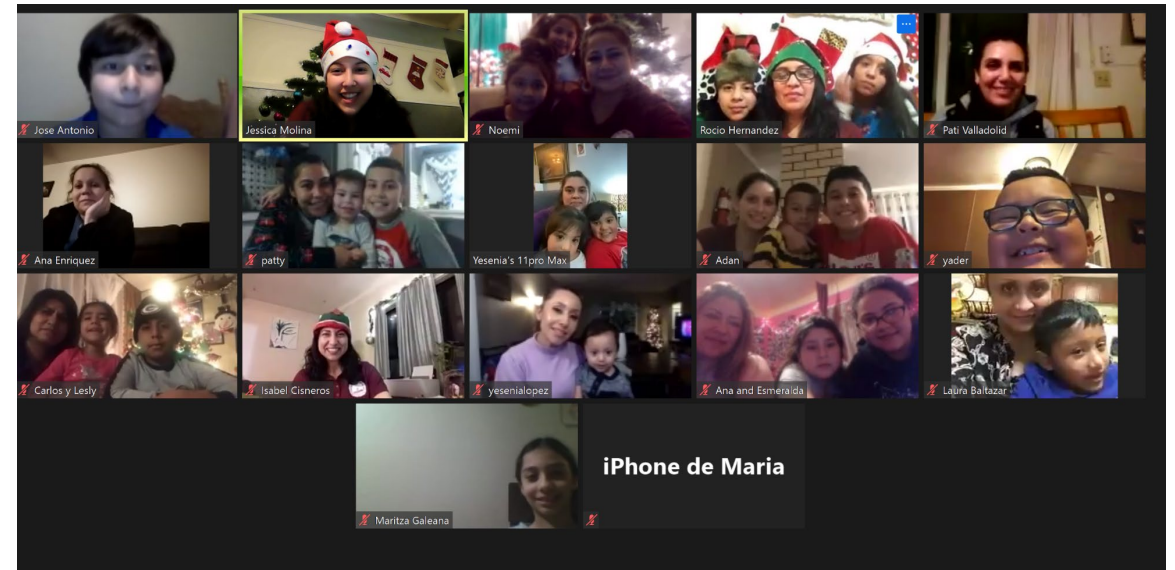 Jose Antonio
Jessica Molina
Noemi
Rocio Hernandez
Pati Valladolid
Ana Enriquez
patty
Yesenia's 11pro Max
Adan
yader
Carlos y Lesly
Isabel Cisneros
yesenialopez
Ana and Esmeralda
Laura Baltazar
Maritza Galeana
iPhone de Maria